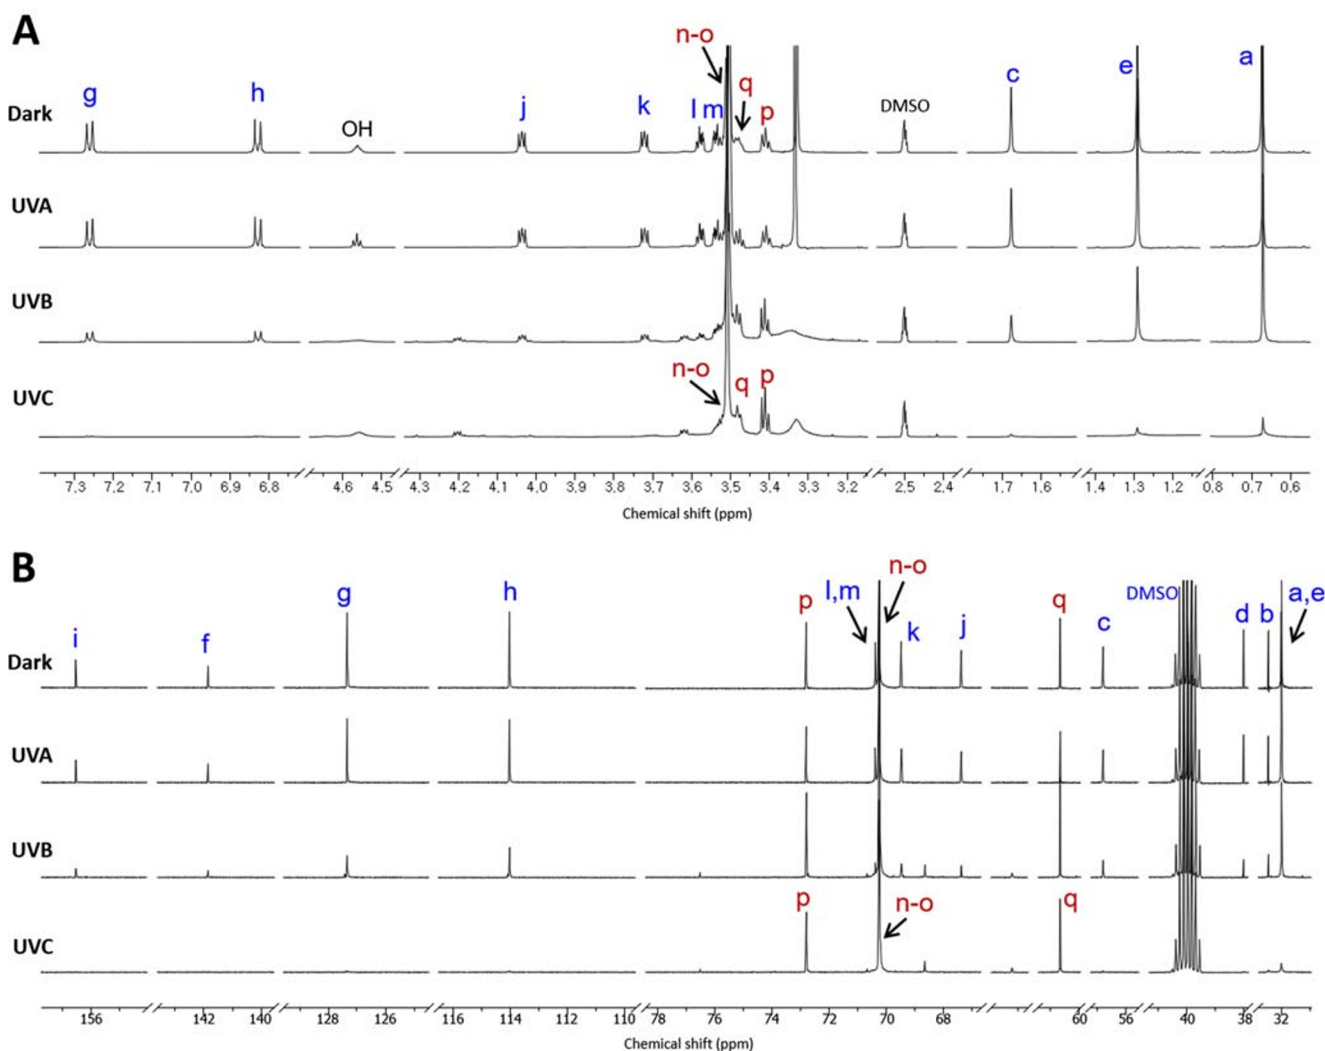 A
n-o
g h j k l m q p DMSO c e a
Dark OH
UVA
UVB
n-o q p
UVC
7,3 7,2 7,1 7,0 6,9 6,8 4,6 4,5 4,3 4,2 4,1 4,0 3,9 3,8 3,7 3,6 3,5 3,4 3,3 3,2 2,5 2,4 1,7 1,6 1,4 1,3 1,2 0,8 0,7 0,6
Chemical shift (ppm)
B
n-o
i f g h p l,m k j q c DMSO d b a,e
Dark
UVA
UVB
p n-o q
UVC
156 142 140 128 126 116 114 112 110 78 76 74 72 70 68 60 56 40 38 32
Chemical shift (ppm)